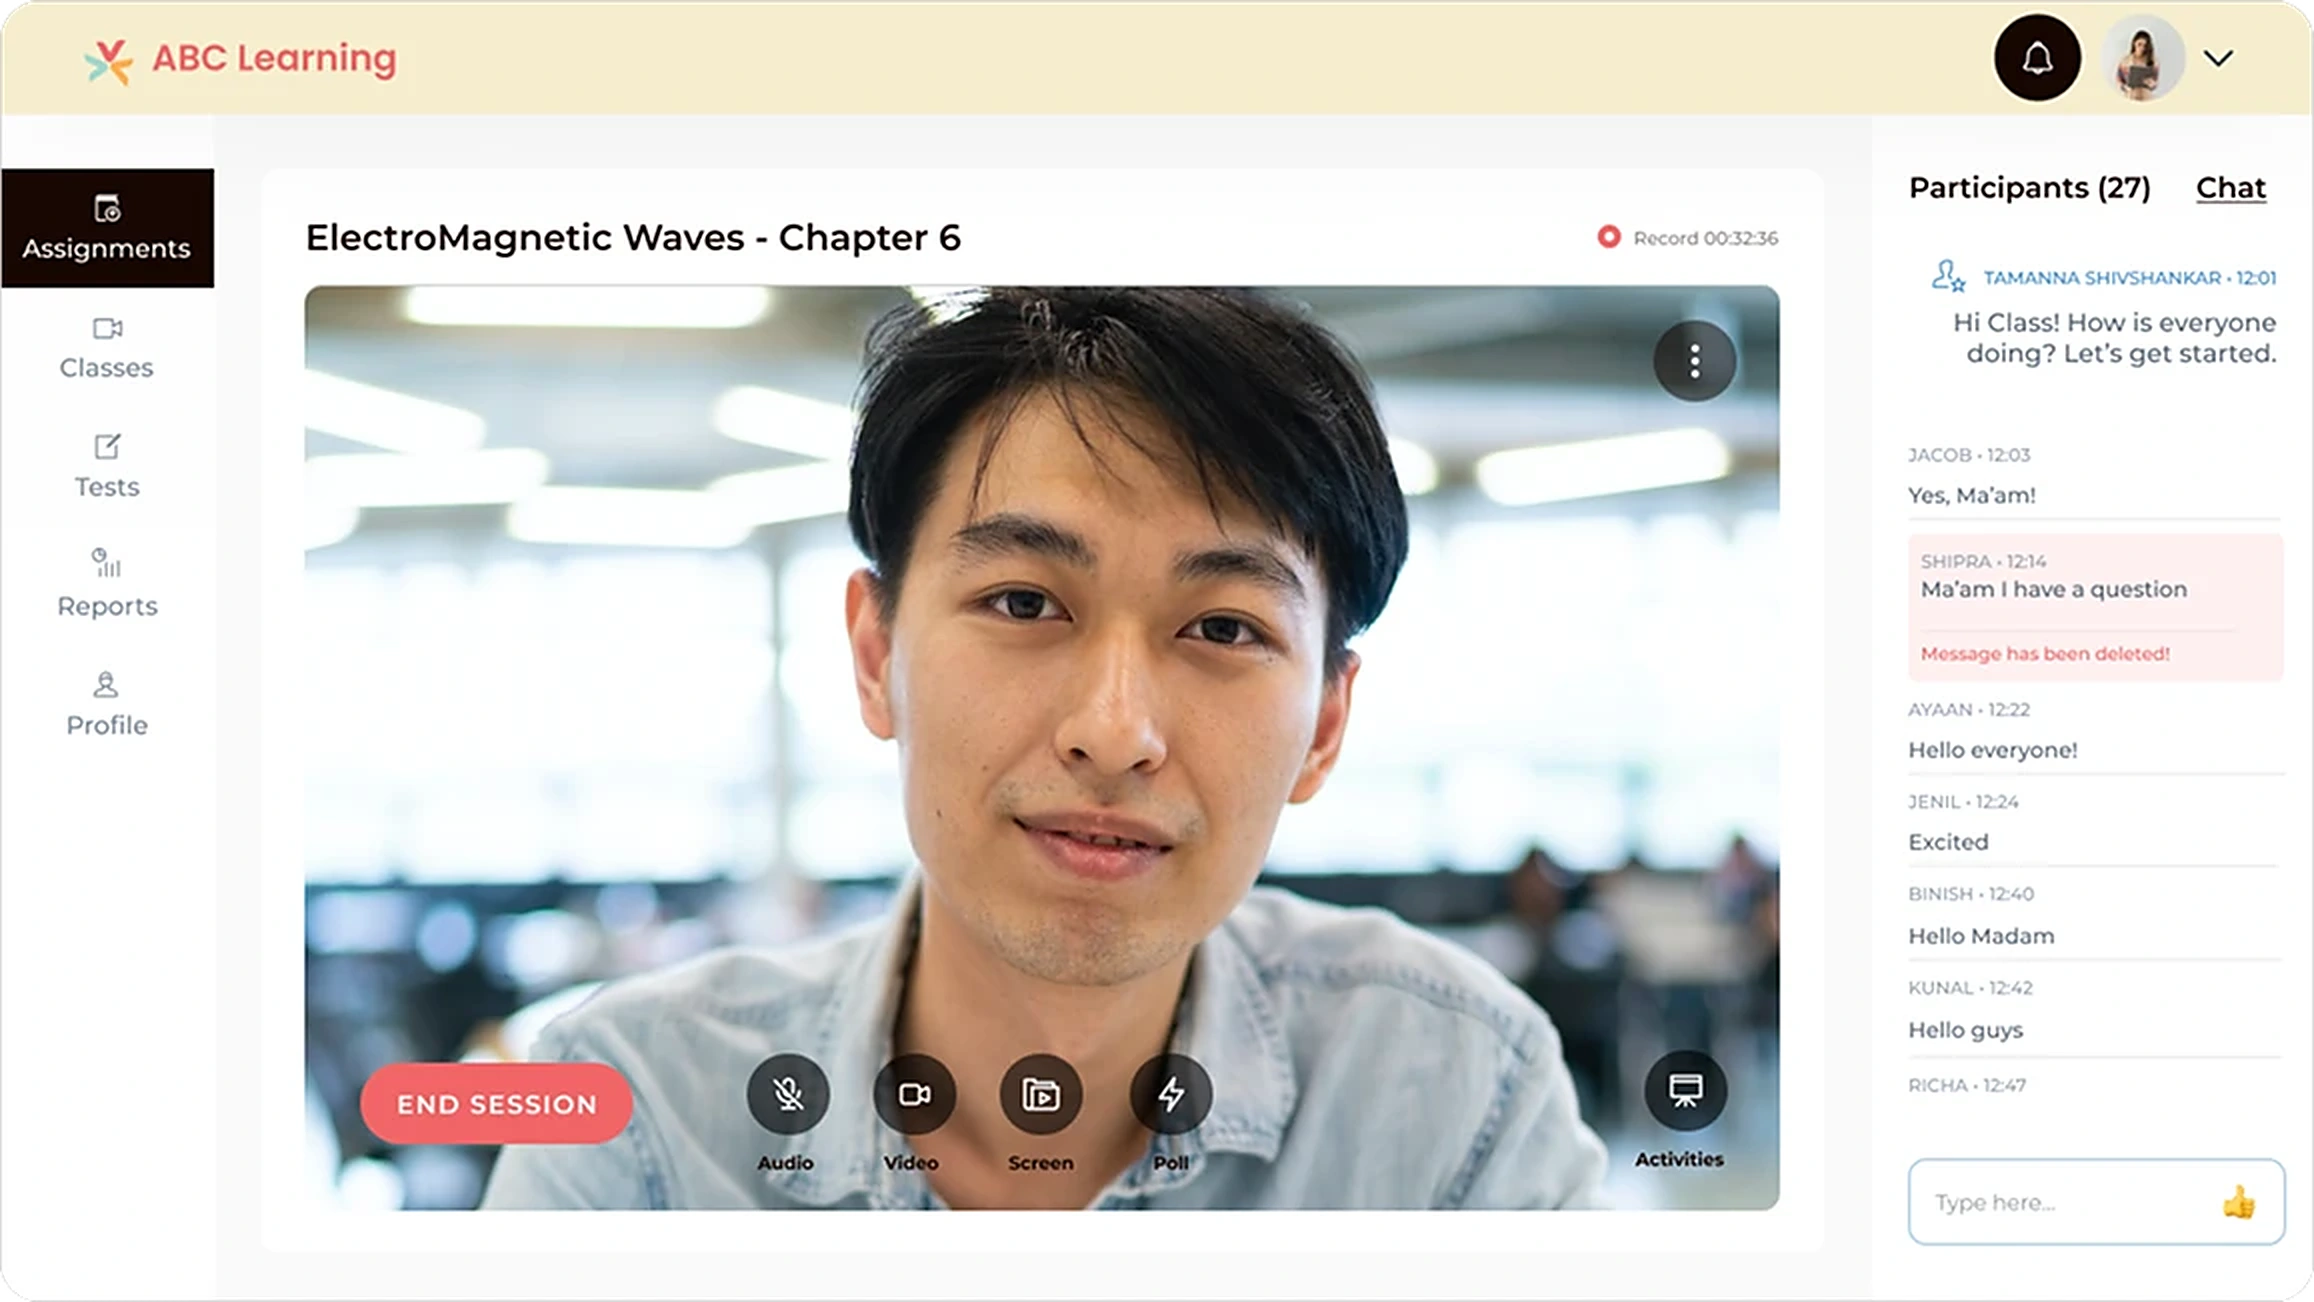 ABC Learning
Assignments
Classes
Tests
Reports
Profile
ElectroMagnetic Waves - Chapter 6
Record 00:32:36
END SESSION
Audio
Video
Screen
Poll
Activities
Participants (27) Chat
TAMANNA SHIVSHANKAR • 12:01
Hi Class! How is everyone
doing? Let's get started.
JACOB • 12:03
Yes, Ma'am!
SHIPRA • 12:14
Ma'am I have a question
Message has been deleted!
AYAAN • 12:22
Hello everyone!
JENIL • 12:24
Excited
BINISH • 12:40
Hello Madam
KUNAL • 12:42
Hello guys
RICHA • 12:47
Type here...